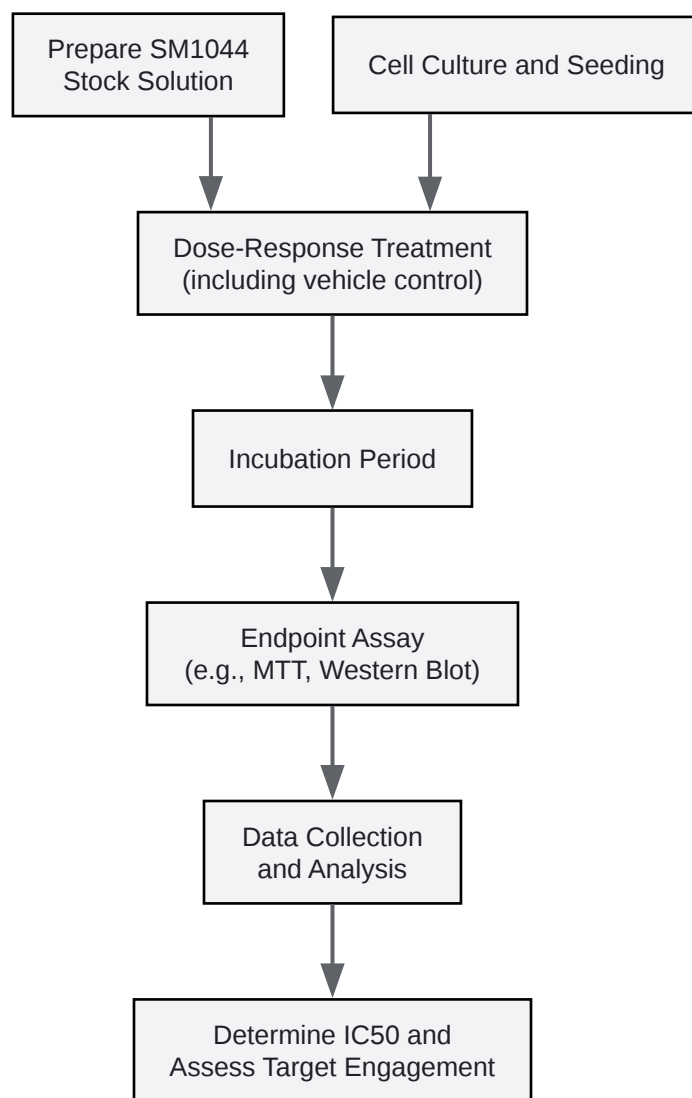 Prepare SM1044
Stock Solution
Cell Culture and Seeding
Dose-Response Treatment
(including vehicle control)
Incubation Period
Endpoint Assay
(e.g., MTT, Western Blot)
Data Collection
and Analysis
Determine IC50 and
Assess Target Engagement